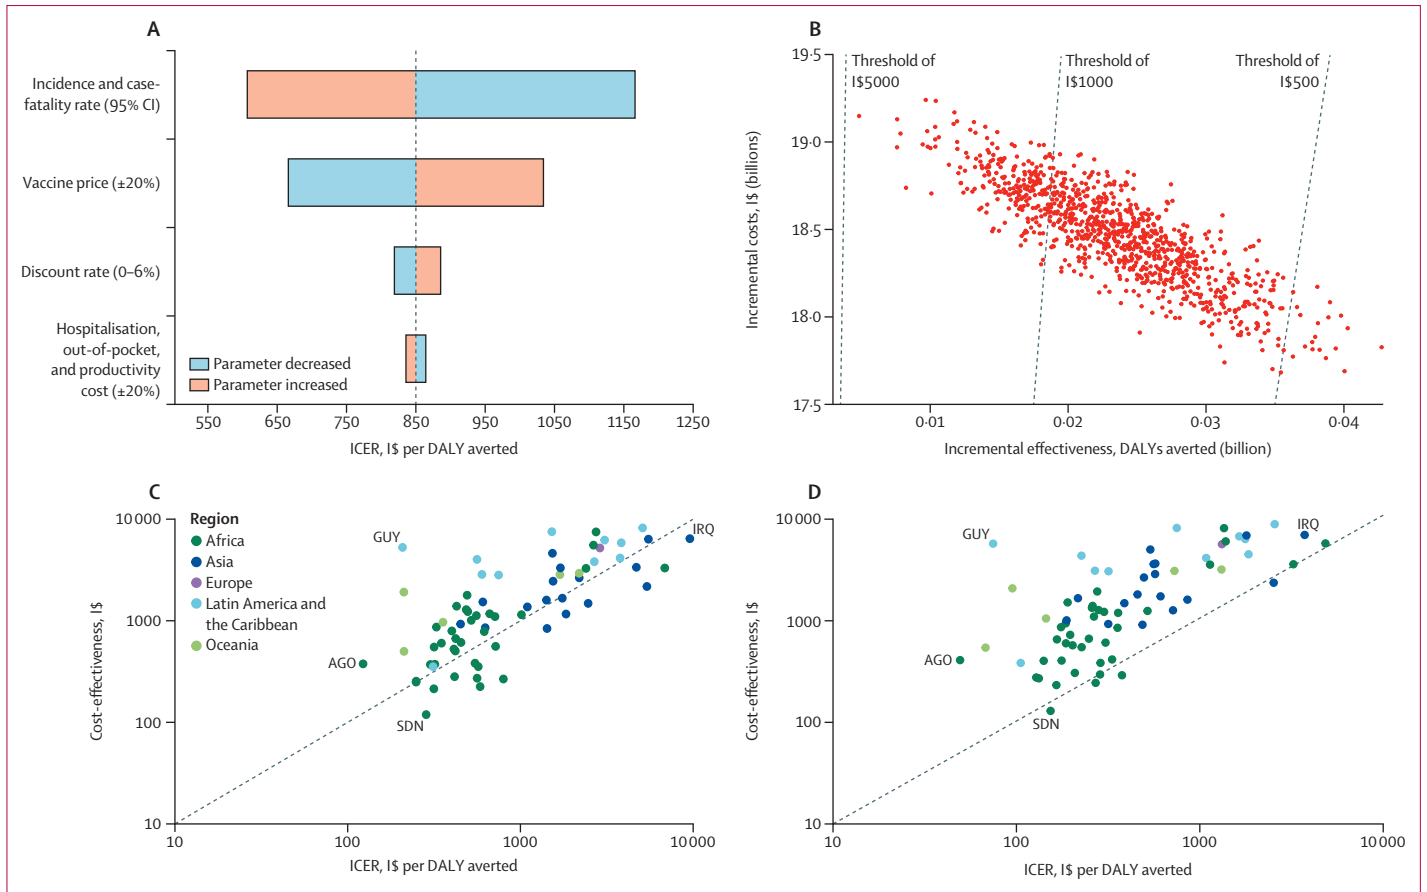 A
Incidence and case-
fatality rate (95% CI)
Vaccine price (±20%)
Discount rate (0–6%)
Hospitalisation,
out-of-pocket,
and productivity
cost (±20%)
Parameter decreased
Parameter increased
550 650 750 850 950 1050 1150 1250
ICER, I$ per DALY averted
B
Threshold of
I$5000
Threshold of
I$1000
Threshold of
I$500
Incremental costs, I$ (billions)
19·5
19·0
18·5
18·0
17·5
0·01 0·02 0·03 0·04
Incremental effectiveness, DALYs averted (billion)
C
Region
Africa
Asia
Europe
Latin America and
the Caribbean
Oceania
GUY
IRQ
AGO
SDN
Cost-effectiveness, I$
10 000
1000
100
10
10 100 1000 10 000
ICER, I$ per DALY averted
D
GUY
IRQ
AGO
SDN
Cost-effectiveness, I$
10 000
1000
100
10
10 100 1000 10 000
ICER, I$ per DALY averted